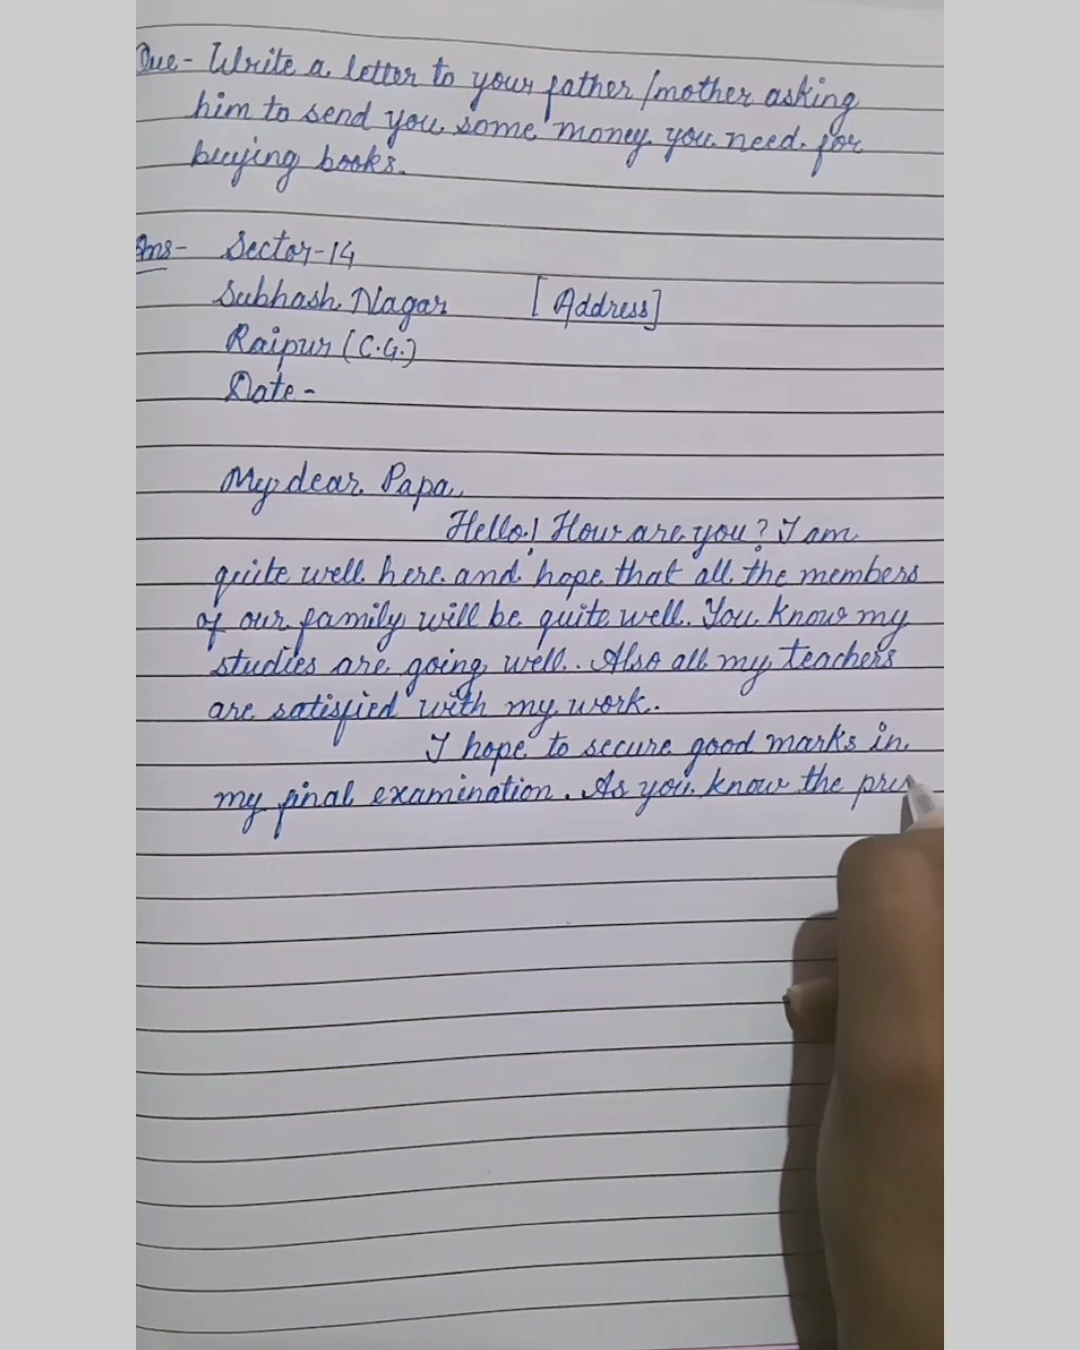 Que- Write a letter to your father/mother asking
him to send you some money you need for
buying books.
Ans- Sector-14
Subhash Nagar [Address]
Raipur (C.G.)
Date-
My dear Papa,
Hello! How are you? I am
quite well here and hope that all the members
of our family will be quite well. You know my
studies are going well. Also all my teachers
are satisfied with my work.
I hope to secure good marks in
my final examination. As you know the